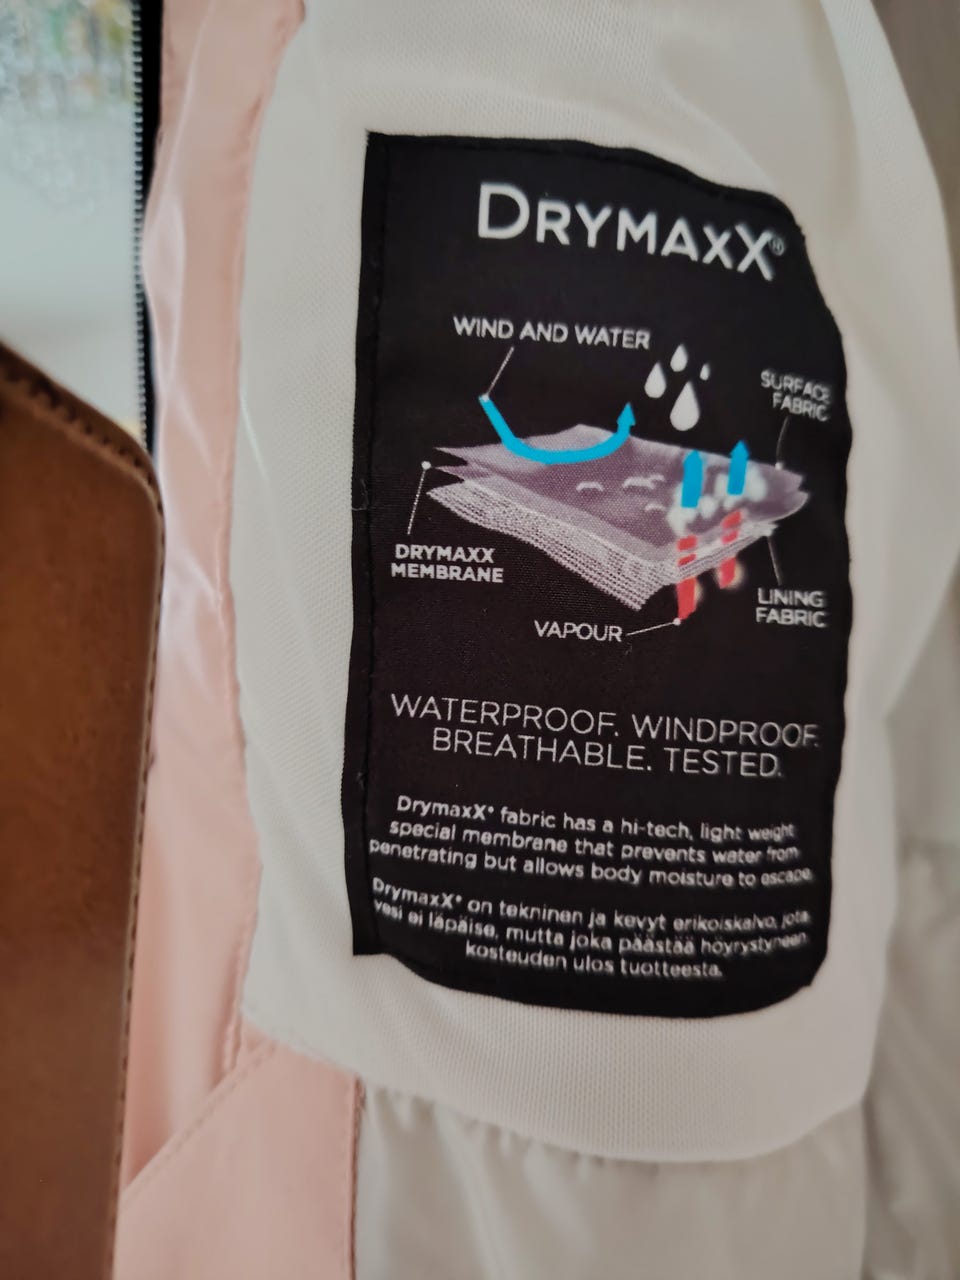 DRYMAXX®
WIND AND WATER
SURFACE
FABRIC
DRYMAXX
MEMBRANE
LINING
FABRIC
VAPOUR
WATERPROOF. WINDPROOF.
BREATHABLE. TESTED.
DrymaxX® fabric has a hi-tech, light weight
special membrane that prevents water from
penetrating but allows body moisture to escape.
DrymaxX® on tekninen ja kevyt erikoiskalvo, jota
vesi ei läpäise, mutta joka päästää höyrystyneen
kosteuden ulos tuotteesta.